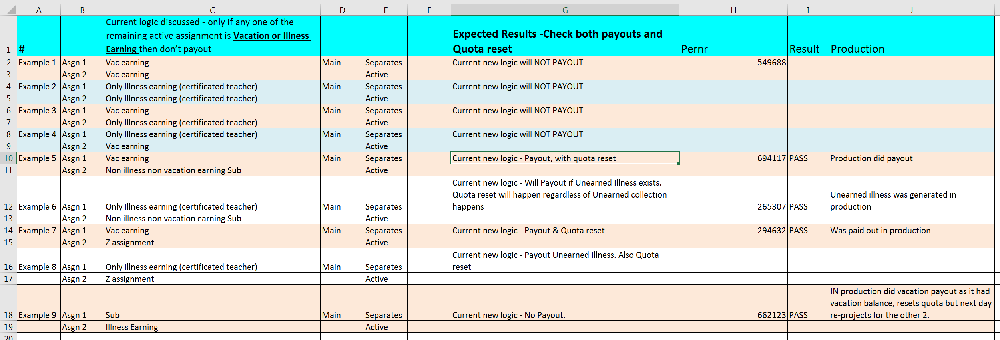 A B C D E F G H I J
1 # Current logic discussed - only if any one of the
remaining active assignment is Vacation or Illness
Earning then don’t payout
Expected Results -Check both payouts and
Quota reset
Pernr Result Production
2 Example 1 Asgn 1 Vac earning Main Separates Current new logic will NOT PAYOUT 549688
3 Asgn 2 Vac earning Active
4 Example 2 Asgn 1 Only Illness earning (certificated teacher) Main Separates Current new logic will NOT PAYOUT
5 Asgn 2 Only Illness earning (certificated teacher) Active
6 Example 3 Asgn 1 Vac earning Main Separates Current new logic will NOT PAYOUT
7 Asgn 2 Only Illness earning (certificated teacher) Active
8 Example 4 Asgn 1 Only Illness earning (certificated teacher) Main Separates Current new logic will NOT PAYOUT
9 Asgn 2 Vac earning Active
10 Example 5 Asgn 1 Vac earning Main Separates Current new logic - Payout, with quota reset 694117 PASS Production did payout
11 Asgn 2 Non illness non vacation earning Sub Active
12 Example 6 Asgn 1 Only Illness earning (certificated teacher) Main Separates
Current new logic - Will Payout if Unearned Illness exists.
Quota reset will happen regardless of Unearned collection
happens
265307 PASS
Unearned illness was generated in
production
13 Asgn 2 Non illness non vacation earning Sub Active
14 Example 7 Asgn 1 Vac earning Main Separates Current new logic - Payout & Quota reset 294632 PASS Was paid out in production
15 Asgn 2 Z assignment Active
16 Example 8 Asgn 1 Only Illness earning (certificated teacher) Main Separates
Current new logic - Payout Unearned Illness. Also Quota
reset
17 Asgn 2 Z assignment Active
18 Example 9 Asgn 1 Sub Main Separates Current new logic - No Payout. 662123 PASS
IN production did vacation payout as it had
vacation balance, resets quota but next day
re-projects for the other 2.
19 Asgn 2 Illness Earning Active
20